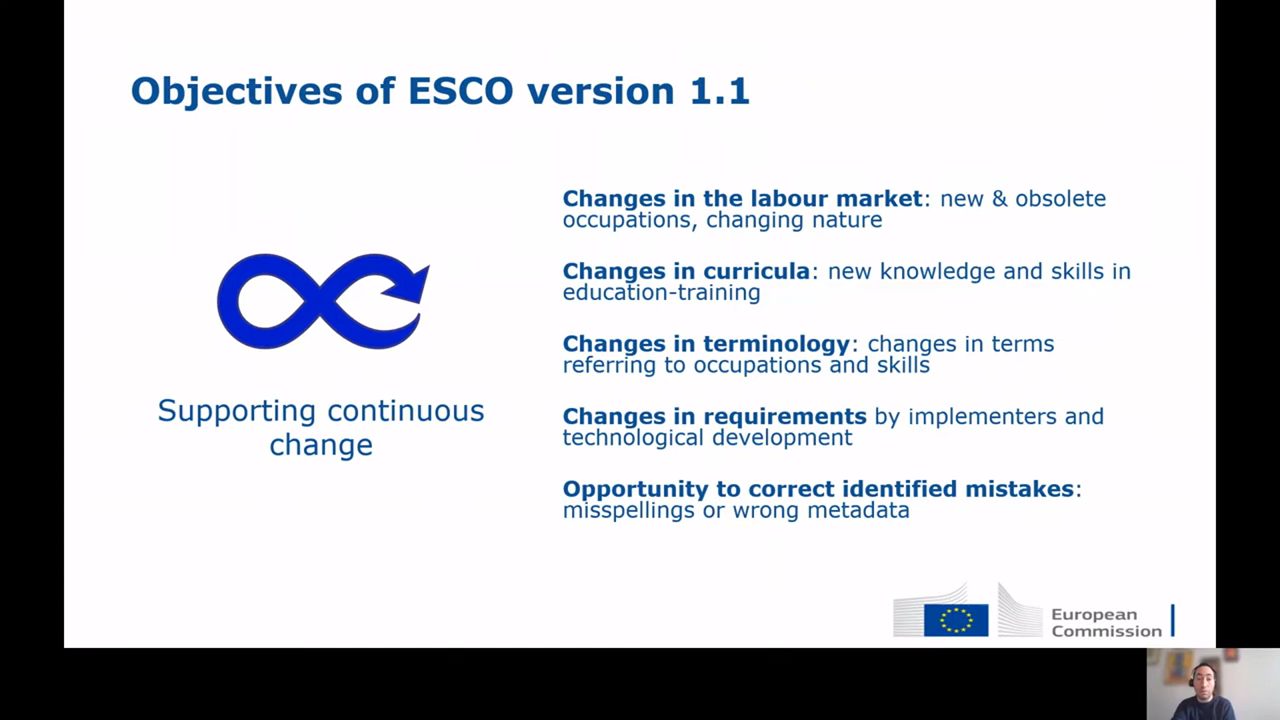 Objectives of ESCO version 1.1
Supporting continuous
change
Changes in the labour market: new & obsolete
occupations, changing nature
Changes in curricula: new knowledge and skills in
education-training
Changes in terminology: changes in terms
referring to occupations and skills
Changes in requirements by implementers and
technological development
Opportunity to correct identified mistakes:
misspellings or wrong metadata
European
Commission